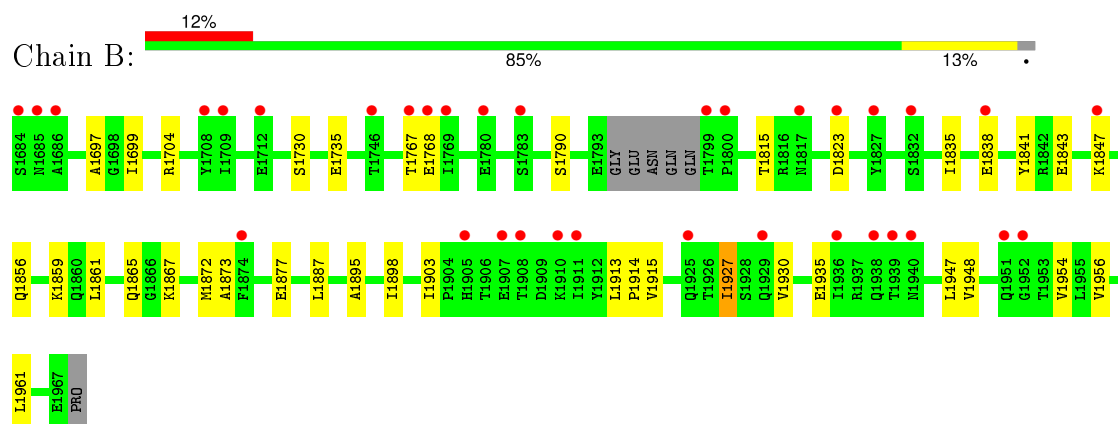 12%
Chain B:
85% 13% •
S1684 N1685 A1686 A1697 G1698 I1699 R1704 Y1708 I1709 E1712 S1730 E1735 T1746 T1767 E1768 I1769 E1780 S1783 S1790 E1793 GLY GLU ASN GLN GLN T1799 P1800 T1815 R1816 N1817 D1823 Y1827 S1832 I1835 E1838 Y1841 R1842 E1843 K1847
Q1856 K1859 Q1860 L1861 Q1865 G1866 K1867 M1872 A1873 F1874 E1877 L1887 A1895 I1898 I1903 P1904 H1905 T1906 E1907 T1908 D1909 K1910 I1911 Y1912 L1913 P1914 V1915 Q1925 T1926 I1927 S1928 Q1929 V1930 E1935 I1936 R1937 Q1938 T1939 N1940 L1947 V1948 Q1951 G1952 T1953 V1954 L1955 V1956
L1961 E1967 PRO